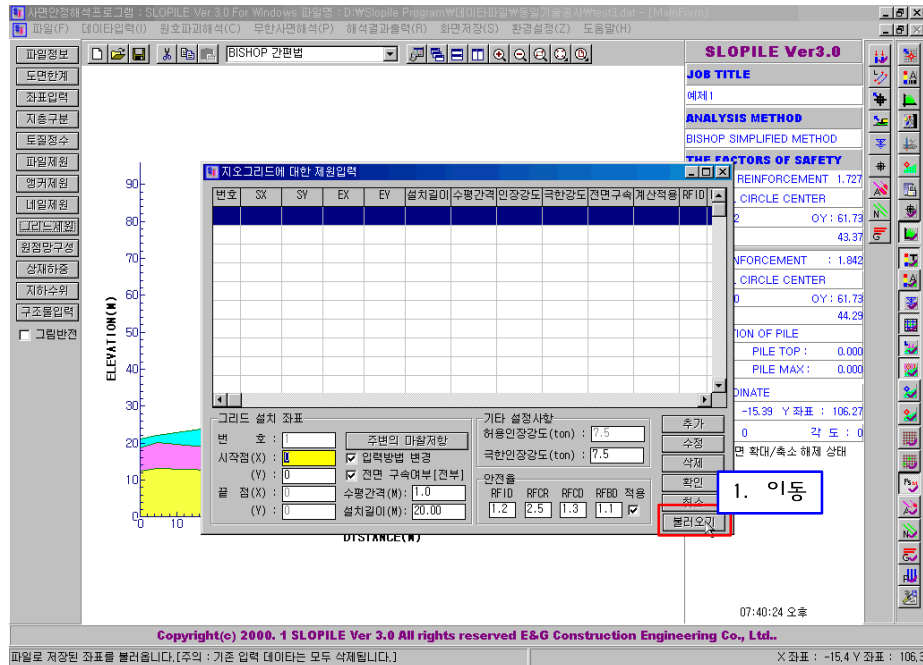 사면안정해석프로그램 : SLOPILE Ver 3,0 For Windows 파일명 : D:₩Slopile Program₩데이타파일₩동일기술공사₩test3,dat - [MainForm]
파일(F) 데이타입력(I) 원호파괴해석(C) 무한사면해석(P) 해석결과출력(R) 화면저장(S) 환경설정(Z) 도움말(H)
파일정보
도면한계
좌표입력
지층구분
토질정수
파일제원
앵커제원
네일제원
그리드제원
원점망구성
상재하중
지하수위
구조물입력
그림반전
BISHOP 간편법
ELEVATION(M)
90
80
70
60
50
40
30
20
10
0
0 10
DISTANCE(M)
지오그리드에 대한 제원입력
번호 SX SY EX EY 설치길이 수평간격 인장강도 극한강도 전면구속 계산적용 RFID
그리드 설치 좌표
번 호 : 1 주변의 마찰저항
시작점(X) : 0 입력방법 변경
(Y) : 0 전면 구속여부[전부]
끝 점(X) : 0 수평간격(M): 1.0
(Y) : 0 설치길이(M): 20.00
기타 설정사항
허용인장강도(ton) : 7.5
극한인장강도(ton) : 7.5
안전율
RFID RFCR RFCD RFBD 적용
1.2 2.5 1.3 1.1
추가
수정
삭제
확인
취소
불러오기
1. 이동
SLOPILE Ver3.0
JOB TITLE
예제1
ANALYSIS METHOD
BISHOP SIMPLIFIED METHOD
THE FACTORS OF SAFETY
REINFORCEMENT 1.727
CIRCLE CENTER
2 OY : 61.73
43.37
NFORCEMENT : 1.842
CIRCLE CENTER
0 OY : 61.73
44.29
TION OF PILE
PILE TOP : 0.000
PILE MAX : 0.000
DINATE
-15.39 Y 좌표 : 106.27
0 각 도 : 0
면 확대/축소 해제 상태
07:40:24 오후
Copyright(c) 2000. 1 SLOPILE Ver 3.0 All rights reserved E&G Construction Engineering Co., Ltd..
파일로 저장된 좌표를 불러옵니다.[주의 : 기존 입력 데이타는 모두 삭제됩니다.]
X 좌표 : -15,4 Y 좌표 : 106,3